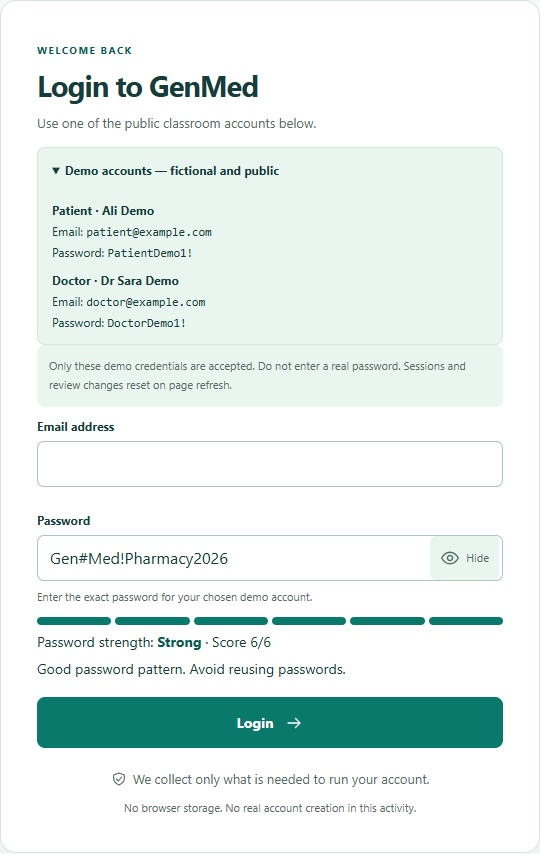 WELCOME BACK
Login to GenMed
Use one of the public classroom accounts below.
▼ Demo accounts — fictional and public
Patient · Ali Demo
Email: patient@example.com
Password: PatientDemo1!
Doctor · Dr Sara Demo
Email: doctor@example.com
Password: DoctorDemo1!
Only these demo credentials are accepted. Do not enter a real password. Sessions and
review changes reset on page refresh.
Email address
Password
Gen#Med!Pharmacy2026
Hide
Enter the exact password for your chosen demo account.
Password strength: Strong · Score 6/6
Good password pattern. Avoid reusing passwords.
Login →
We collect only what is needed to run your account.
No browser storage. No real account creation in this activity.